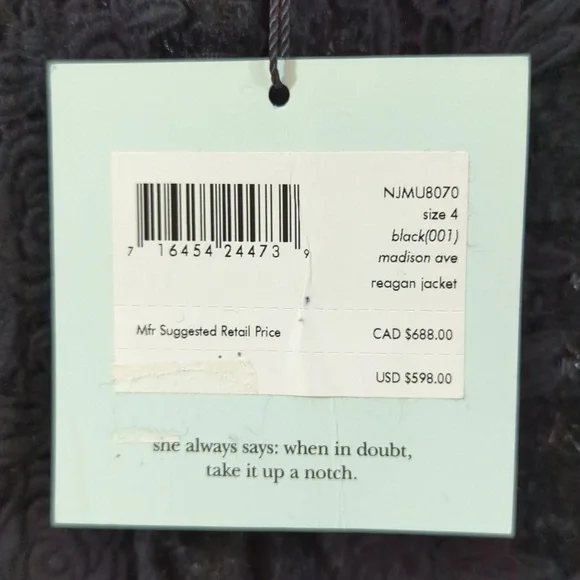 NJMU8070
size 4
black(001)
madison ave
reagan jacket
7 16454 24473 9
Mfr Suggested Retail Price CAD $688.00
USD $598.00
she always says: when in doubt,
take it up a notch.